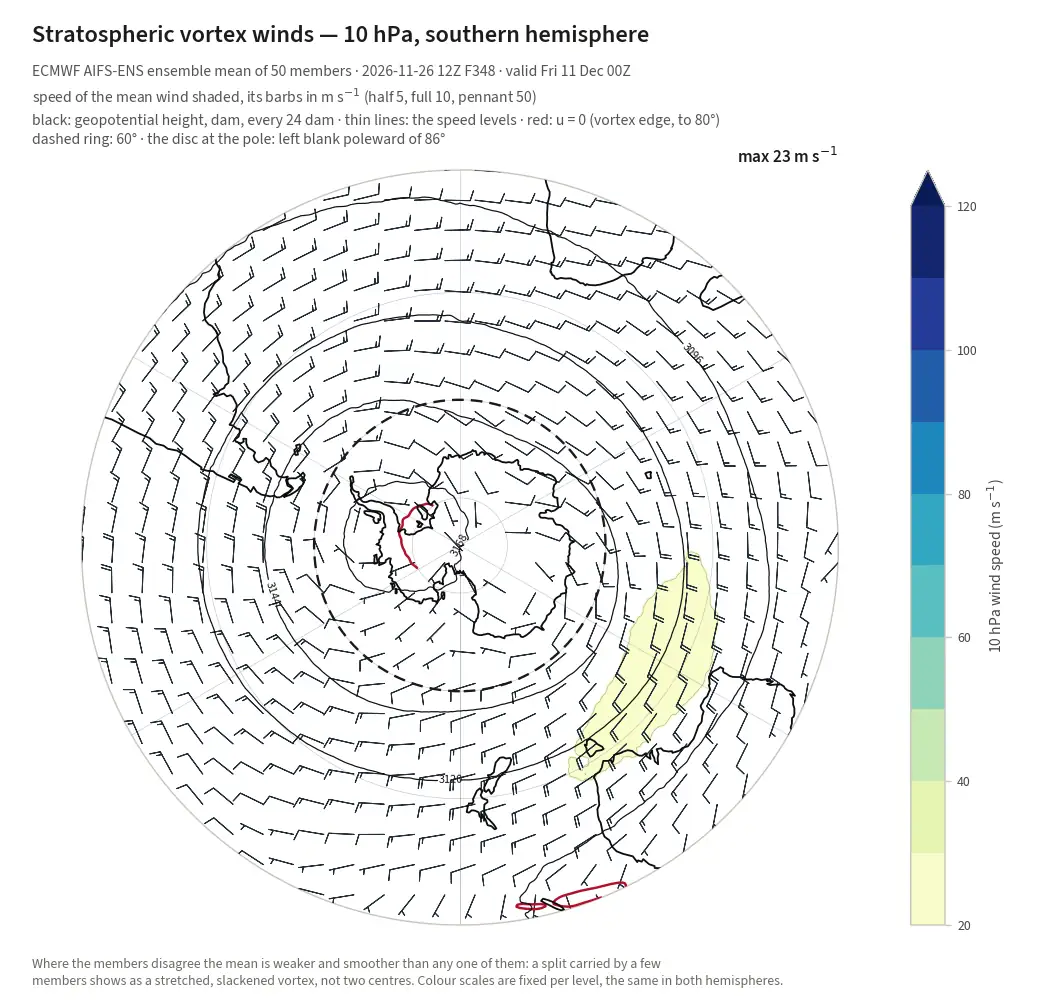 Stratospheric vortex winds — 10 hPa, southern hemisphere
ECMWF AIFS-ENS ensemble mean of 50 members · 2026-11-26 12Z F348 · valid Fri 11 Dec 00Z
speed of the mean wind shaded, its barbs in m s⁻¹ (half 5, full 10, pennant 50)
black: geopotential height, dam, every 24 dam · thin lines: the speed levels · red: u = 0 (vortex edge, to 80°)
dashed ring: 60° · the disc at the pole: left blank poleward of 86°
max 23 m s⁻¹
120
100
80
60
40
20
10 hPa wind speed (m s⁻¹)
3096
3168
3144
3120
Where the members disagree the mean is weaker and smoother than any one of them: a split carried by a few
members shows as a stretched, slackened vortex, not two centres. Colour scales are fixed per level, the same in both hemispheres.